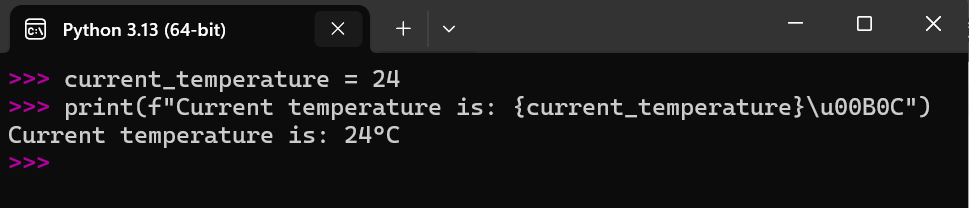 Python 3.13 (64-bit)
>>> current_temperature = 24
>>> print(f"Current temperature is: {current_temperature}\u00B0C")
Current temperature is: 24°C
>>>